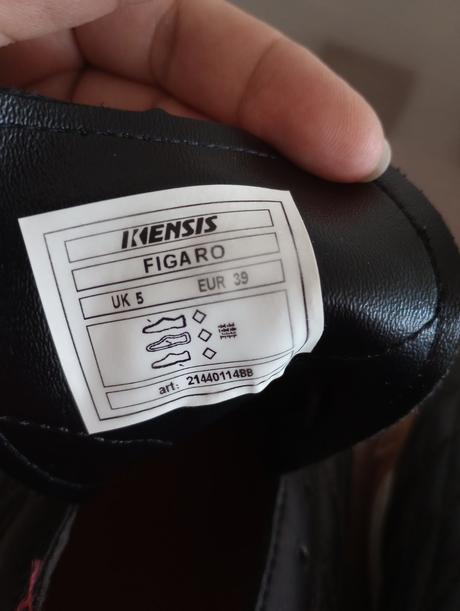 KENSIS
FIGARO
UK 5 EUR 39
art: 21440114BB